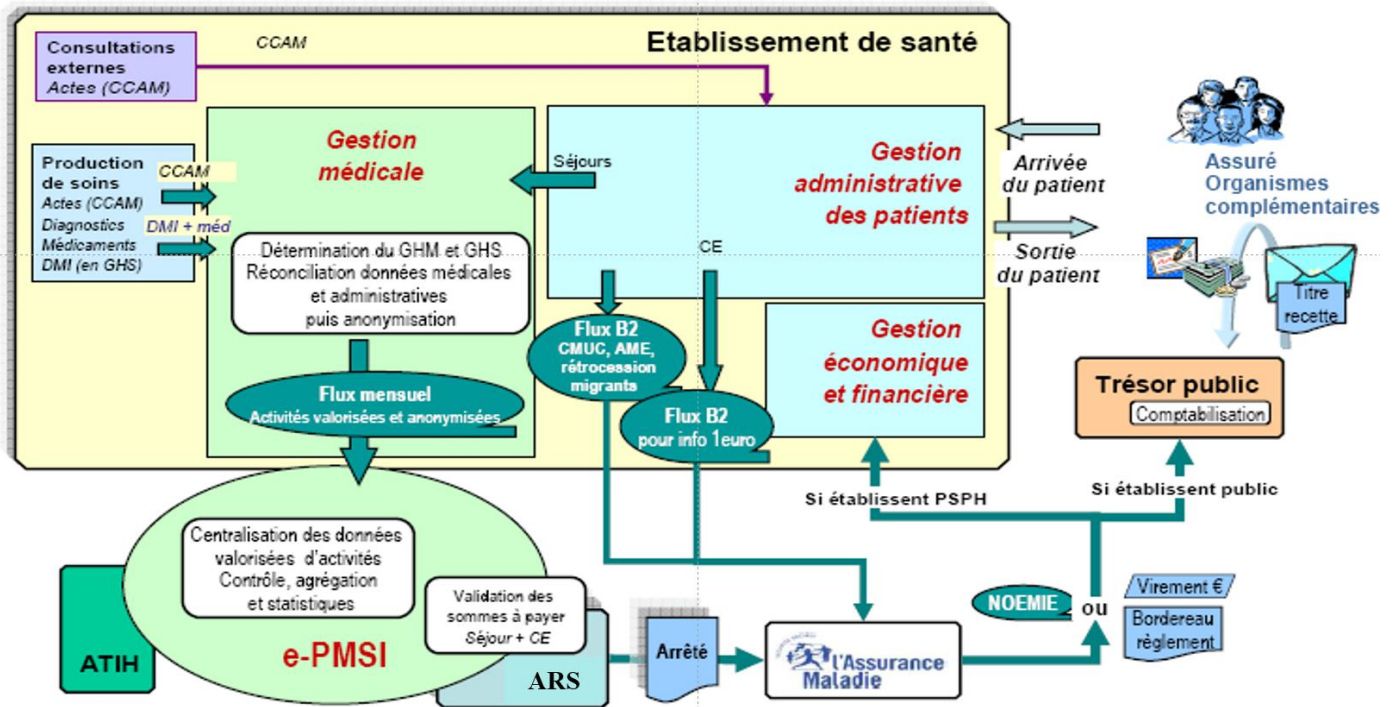 Etablissement de santé
Consultations
externes
Actes (CCAM)
CCAM
Production
de soins
Actes (CCAM)
Diagnostics
Médicaments
DMI (en GHS)
CCAM
DMI + méd
Gestion
médicale
Séjours
Gestion
administrative
des patients
CE
Détermination du GHM et GHS
Réconciliation données médicales
et administratives
puis anonymisation
Flux mensuel
Activités valorisées et anonymisées
Flux B2
CMUC, AME,
rétrocession
migrants
Flux B2
pour info 1euro
Gestion
économique
et financière
Arrivée
du patient
Sortie
du patient
Assuré
Organismes
complémentaires
Titre
recette
Trésor public
Comptabilisation
Si établissent PSPH
Si établissent public
Centralisation des données
valorisées d'activités
Contrôle, agrégation
et statistiques
e-PMSI
ATIH
Validation des
sommes à payer
Séjour + CE
ARS
Arrêté
l'Assurance
Maladie
NOEMIE
ou
Virement €
Bordereau
règlement